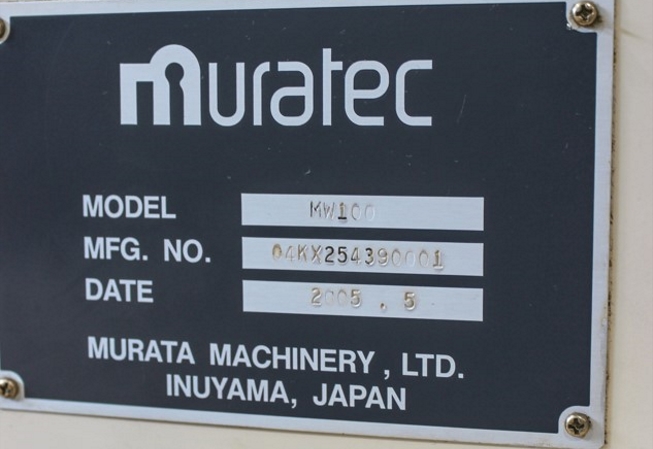 muratec
MODEL MW100
MFG. NO. 04KX254390001
DATE 2005 . 5
MURATA MACHINERY , LTD.
INUYAMA, JAPAN